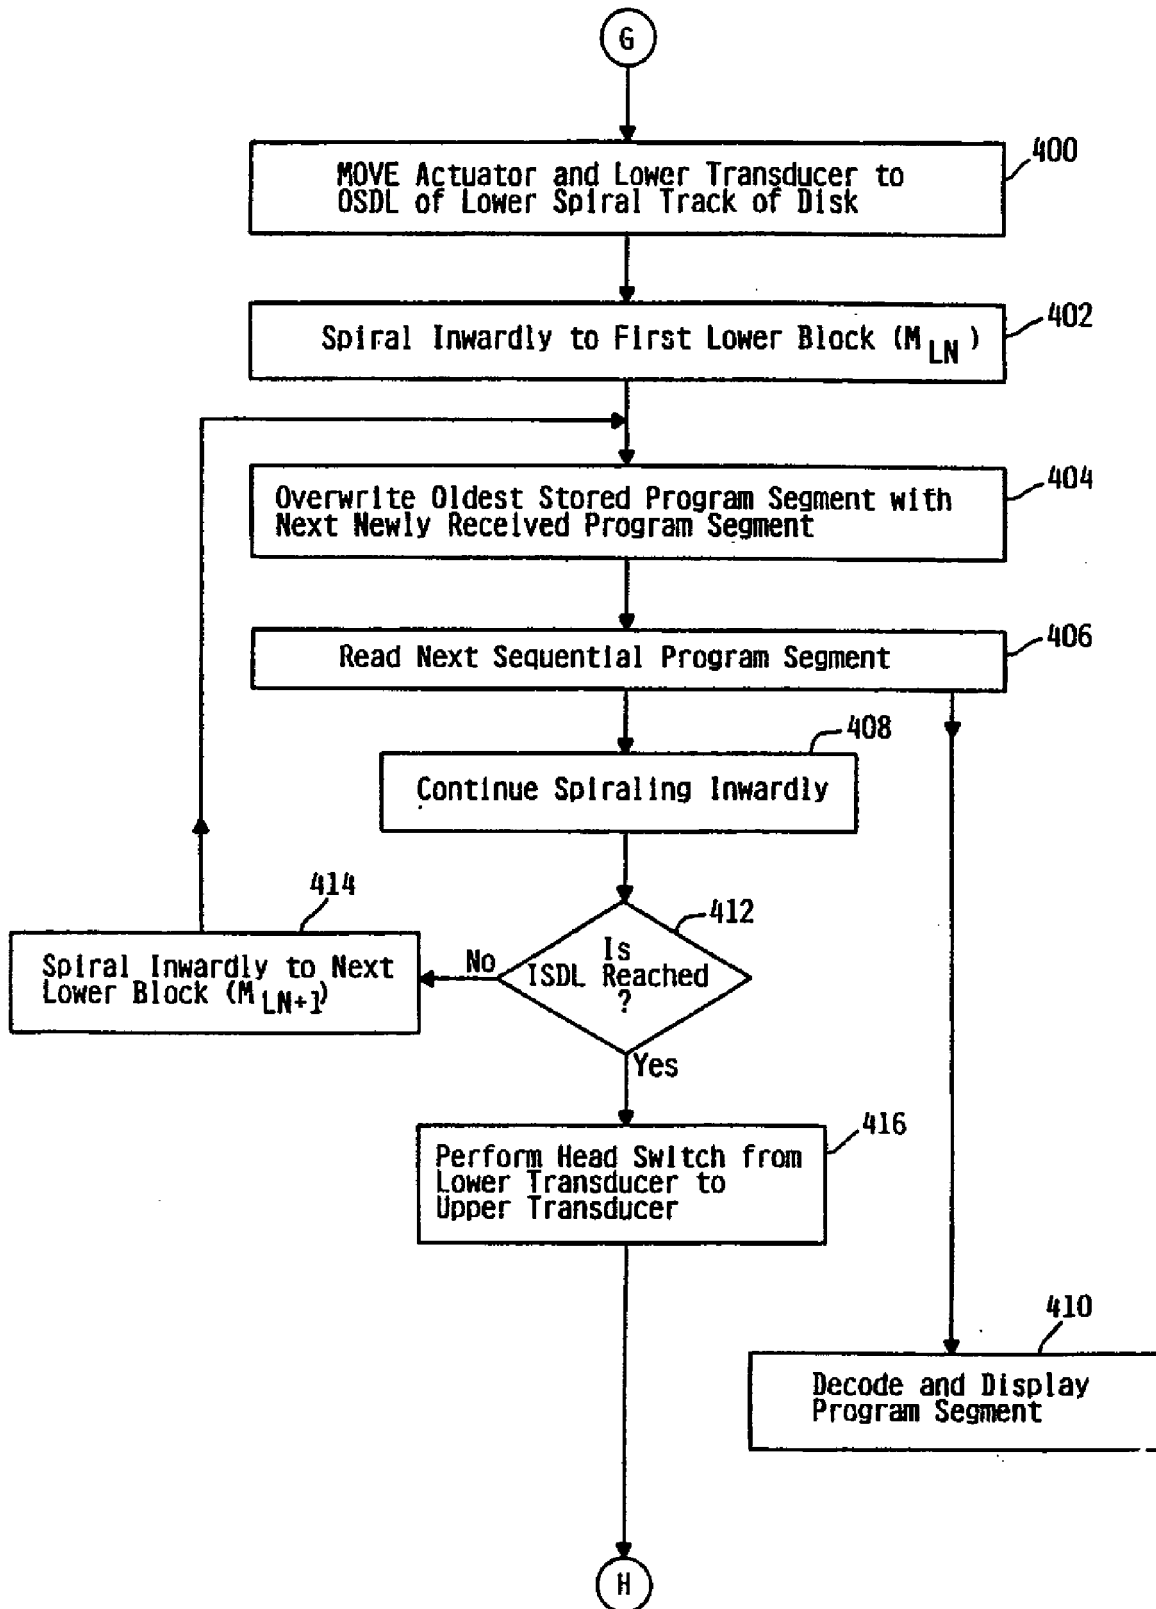 G
MOVE Actuator and Lower Transducer to
OSDL of Lower Spiral Track of Disk
400
Spiral Inwardly to First Lower Block (MLN)
402
Overwrite Oldest Stored Program Segment with
Next Newly Received Program Segment
404
Read Next Sequential Program Segment
406
408
Continue Spiraling Inwardly
414
412
Spiral Inwardly to Next
Lower Block (MLN+1)
No
Is
ISDL Reached
?
Yes
416
Perform Head Switch from
Lower Transducer to
Upper Transducer
410
Decode and Display
Program Segment
H